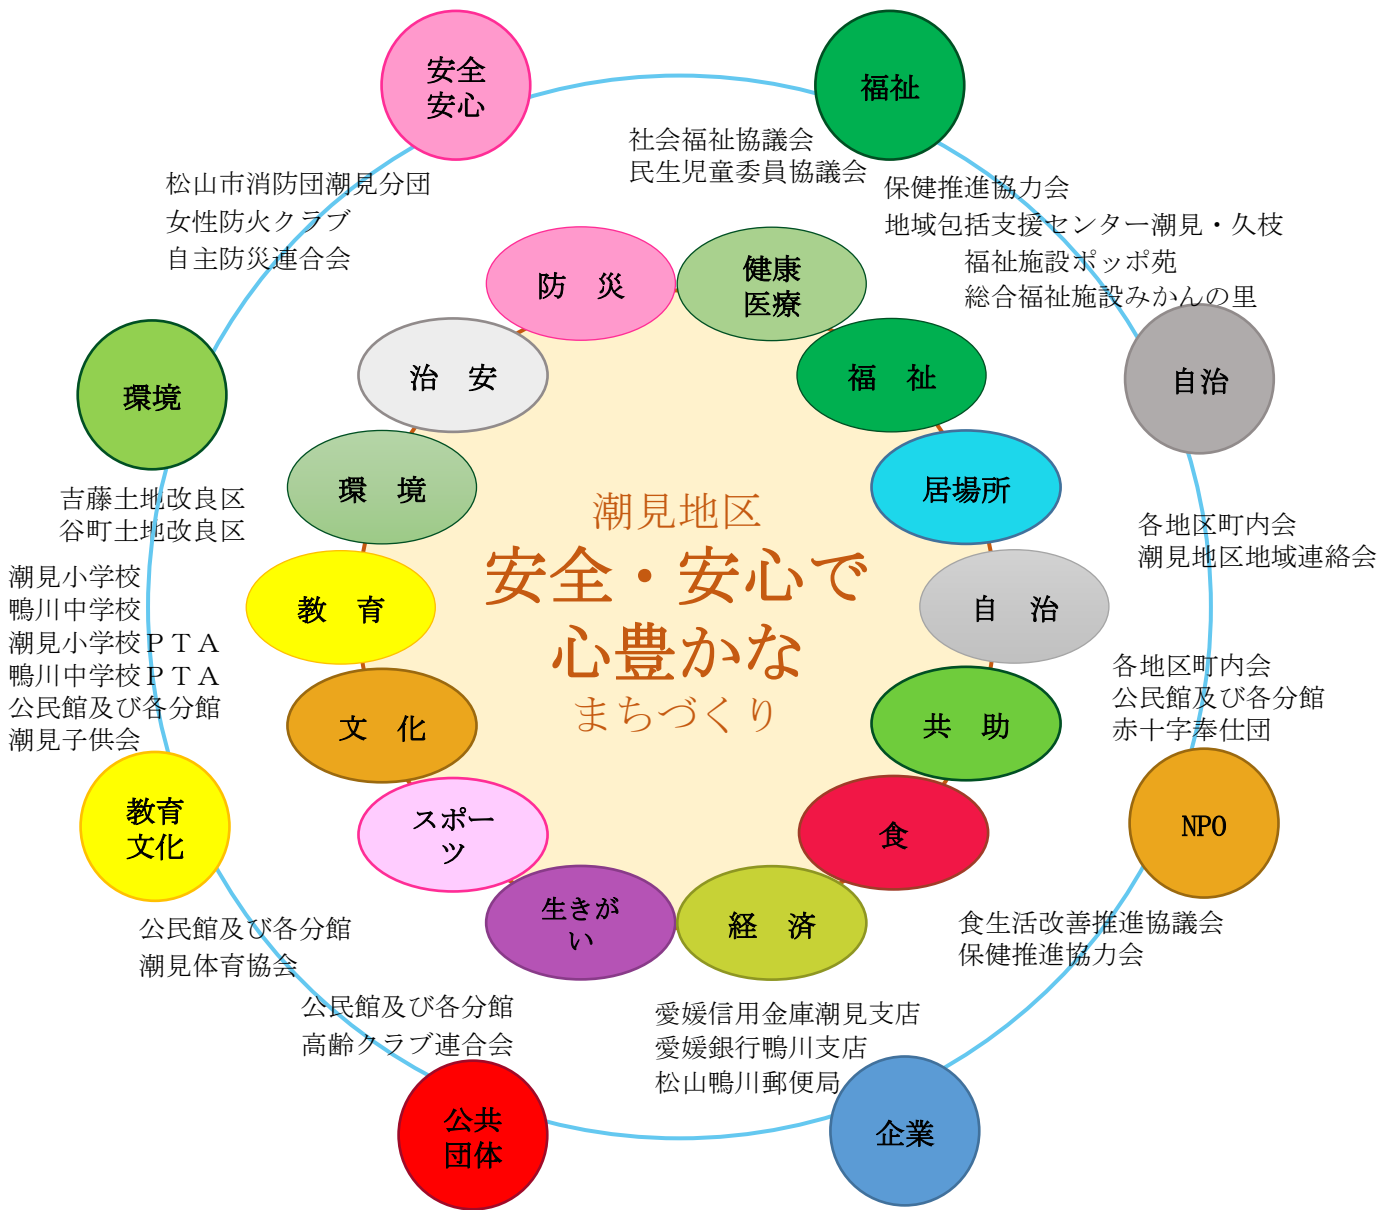 安全
安心
福祉
社会福祉協議会
民生児童委員協議会
保健推進協力会
地域包括支援センター潮見・久枝
福祉施設ポッポ苑
総合福祉施設みかんの里
松山市消防団潮見分団
女性防火クラブ
自主防災連合会
防　災
健康
医療
治　安
福　祉
環境
自治
環　境
居場所
吉藤土地改良区
谷町土地改良区
潮見地区
安全・安心で
心豊かな
まちづくり
各地区町内会
潮見地区地域連絡会
潮見小学校
鴨川中学校
潮見小学校ＰＴＡ
鴨川中学校ＰＴＡ
公民館及び各分館
潮見子供会
教　育
自　治
各地区町内会
公民館及び各分館
赤十字奉仕団
文　化
共　助
教育
文化
スポー
ツ
食
NPO
生きが
い
経　済
公民館及び各分館
潮見体育協会
食生活改善推進協議会
保健推進協力会
公民館及び各分館
高齢クラブ連合会
愛媛信用金庫潮見支店
愛媛銀行鴨川支店
松山鴨川郵便局
公共
団体
企業